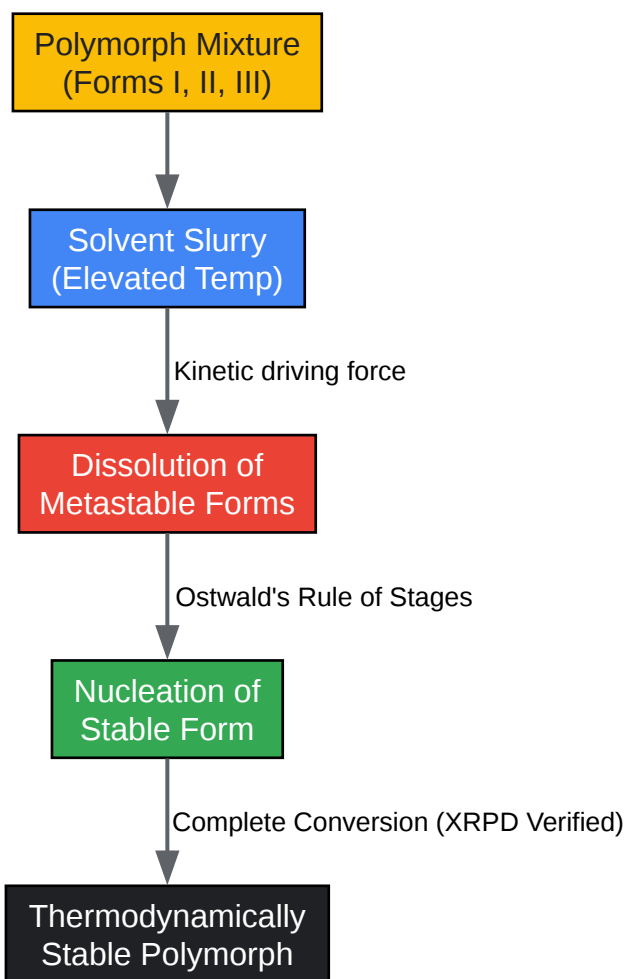 Polymorph Mixture
(Forms I, II, III)
Solvent Slurry
(Elevated Temp)
Kinetic driving force
Dissolution of
Metastable Forms
Ostwald's Rule of Stages
Nucleation of
Stable Form
Complete Conversion (XRPD Verified)
Thermodynamically
Stable Polymorph